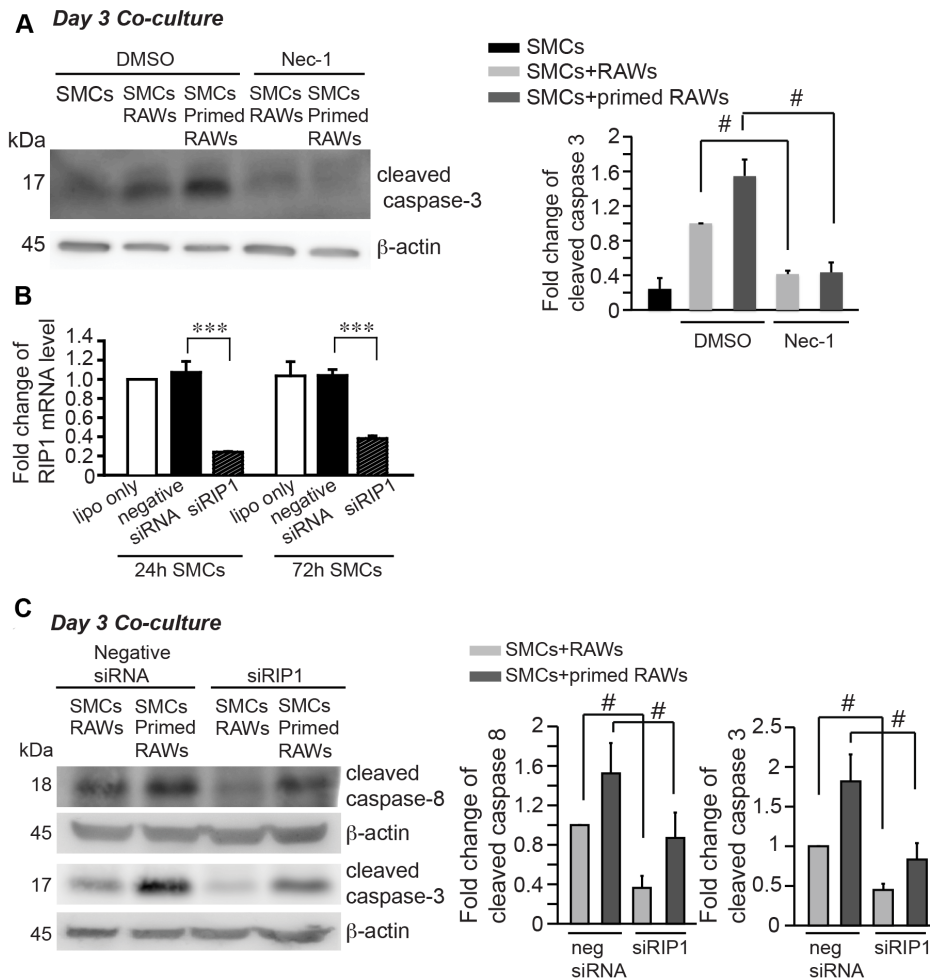 A Day 3 Co-culture
DMSO Nec-1
SMCs SMCs SMCs SMCs SMCs
RAWs Primed RAWs Primed
RAWs RAWs
kDa
17 cleaved
caspase-3
45 β-actin
SMCs
SMCs+RAWs
SMCs+primed RAWs
# #
Fold change of
cleaved caspase 3
2
1.6
1.2
0.8
0.4
0
DMSO Nec-1
B
Fold change of
RIP1 mRNA level
1.4
1.2
1.0
0.8
0.6
0.4
0.2
0
*** ***
lipo only
negative
siRNA
siRIP1
lipo only
negative
siRNA
siRIP1
24h SMCs 72h SMCs
C Day 3 Co-culture
Negative
siRNA siRIP1
SMCs SMCs SMCs SMCs
RAWs Primed RAWs Primed
RAWs RAWs
kDa
18 cleaved
caspase-8
45 β-actin
17 cleaved
caspase-3
45 β-actin
SMCs+RAWs
SMCs+primed RAWs
# #
Fold change of
cleaved caspase 8
2
1.6
1.2
0.8
0.4
0
neg
siRNA
siRIP1
# #
Fold change of
cleaved caspase 3
2.5
2
1.5
1
0.5
0
neg
siRNA
siRIP1